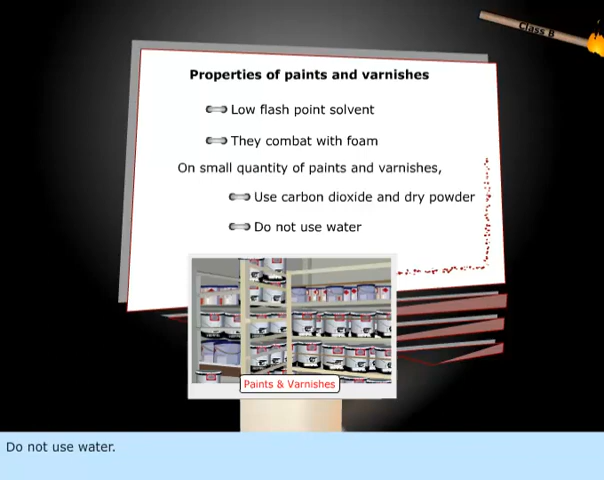 Class B
Properties of paints and varnishes
Low flash point solvent
They combat with foam
On small quantity of paints and varnishes,
Use carbon dioxide and dry powder
Do not use water
Paints & Varnishes
Do not use water.